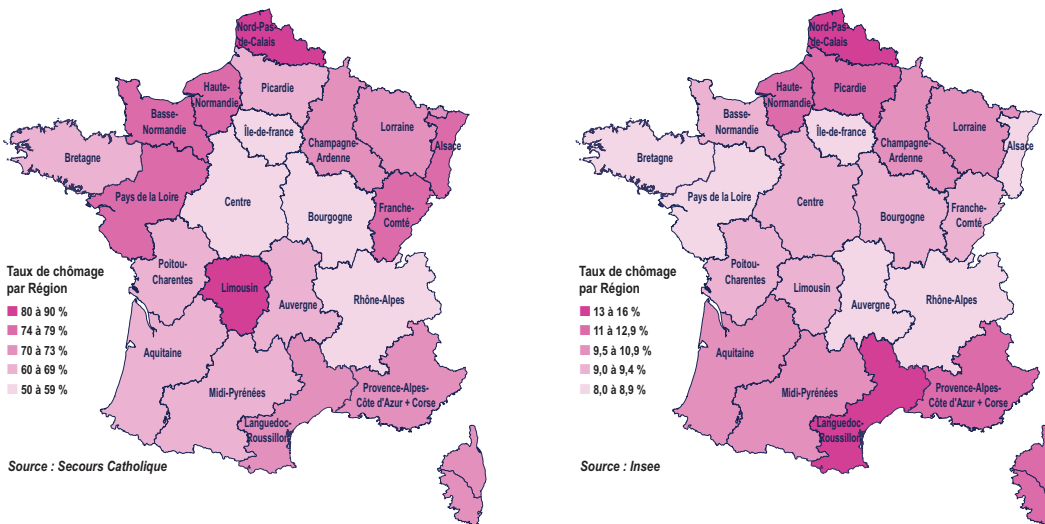 Nord-Pas-
de-Calais
Haute-
Normandie
Picardie
Basse-
Normandie
Île-de-france
Champagne-
Ardenne
Lorraine
Alsace
Bretagne
Pays de la Loire
Centre
Bourgogne
Franche-
Comté
Poitou-
Charentes
Limousin
Auvergne
Rhône-Alpes
Aquitaine
Midi-Pyrénées
Languedoc-
Roussillon
Provence-Alpes-
Côte d'Azur + Corse
Taux de chômage
par Région
80 à 90 %
74 à 79 %
70 à 73 %
60 à 69 %
50 à 59 %
Source : Secours Catholique
Nord-Pas-
de-Calais
Haute-
Normandie
Picardie
Basse-
Normandie
Île-de-france
Champagne-
Ardenne
Lorraine
Alsace
Bretagne
Pays de la Loire
Centre
Bourgogne
Franche-
Comté
Poitou-
Charentes
Limousin
Auvergne
Rhône-Alpes
Aquitaine
Midi-Pyrénées
Languedoc-
Roussillon
Provence-Alpes-
Côte d'Azur + Corse
Taux de chômage
par Région
13 à 16 %
11 à 12,9 %
9,5 à 10,9 %
9,0 à 9,4 %
8,0 à 8,9 %
Source : Insee